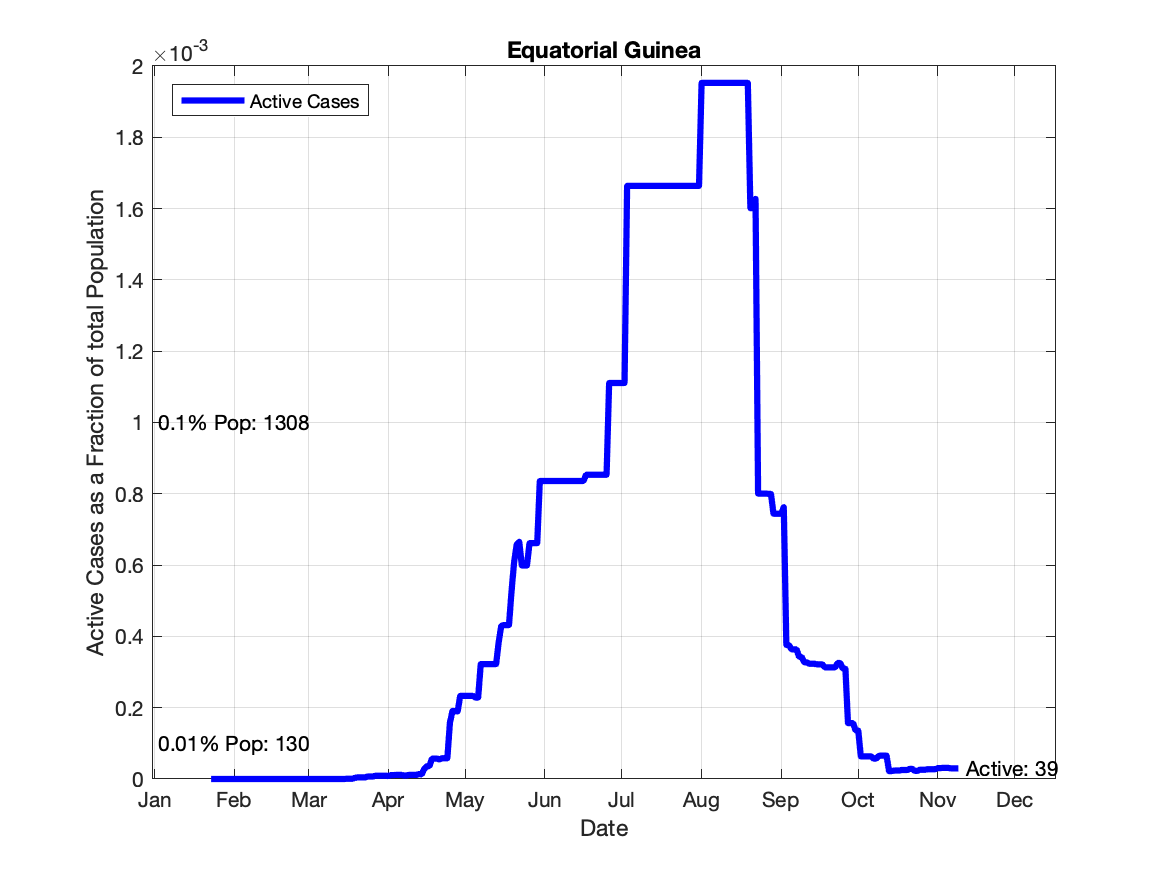 Equatorial Guinea
×10-3
Active Cases
2
1.8
1.6
1.4
1.2
1
0.8
0.6
0.4
0.2
0
Active Cases as a Fraction of total Population
0.1% Pop: 1308
0.01% Pop: 130
Active: 39
Jan Feb Mar Apr May Jun Jul Aug Sep Oct Nov Dec
Date